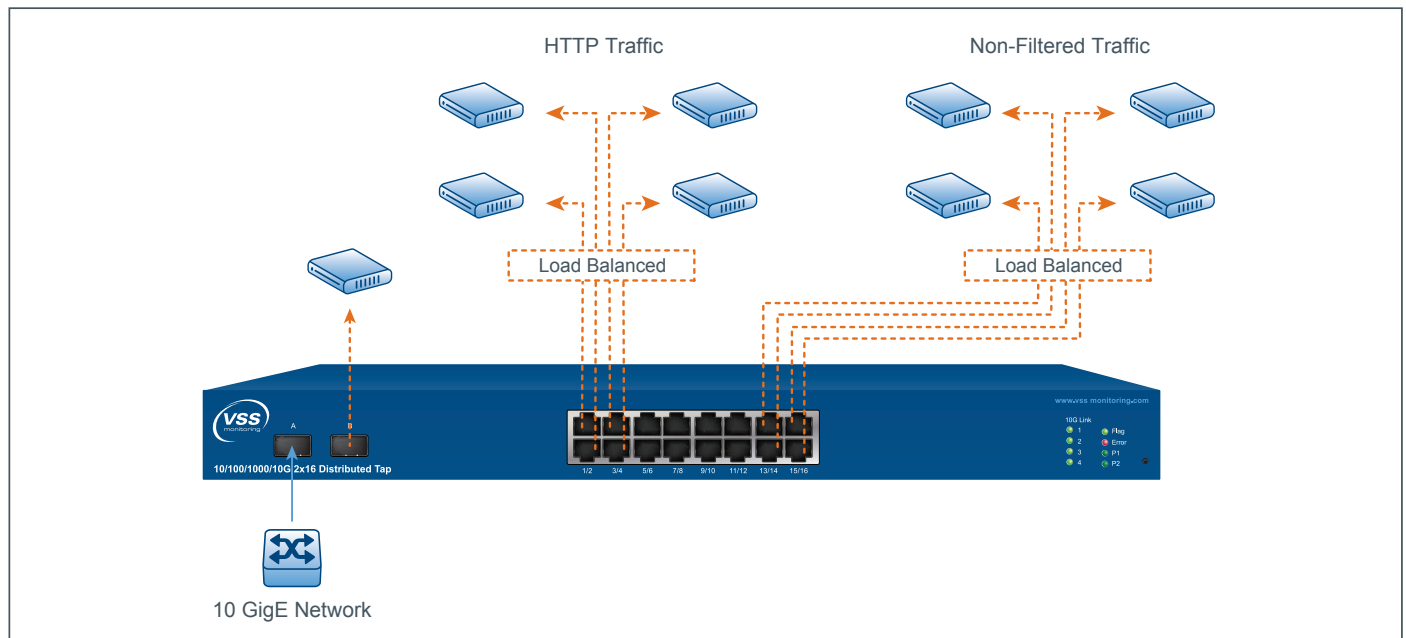 HTTP Traffic
Non-Filtered Traffic
Load Balanced
Load Balanced
www.vss monitoring.com
VSS
monitoring
A
10G Link
1
2
3
4
Flag
Error
P1
P2
10/100/1000/10G 2x16 Distributed Tap
1/2 3/4 5/6 7/8 9/10 11/12 13/14 15/16
10 GigE Network